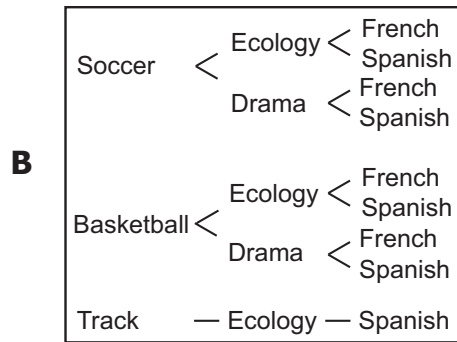 B
Soccer
Ecology
French
Spanish
Drama
French
Spanish
Basketball
Ecology
French
Spanish
Drama
French
Spanish
Track — Ecology — Spanish